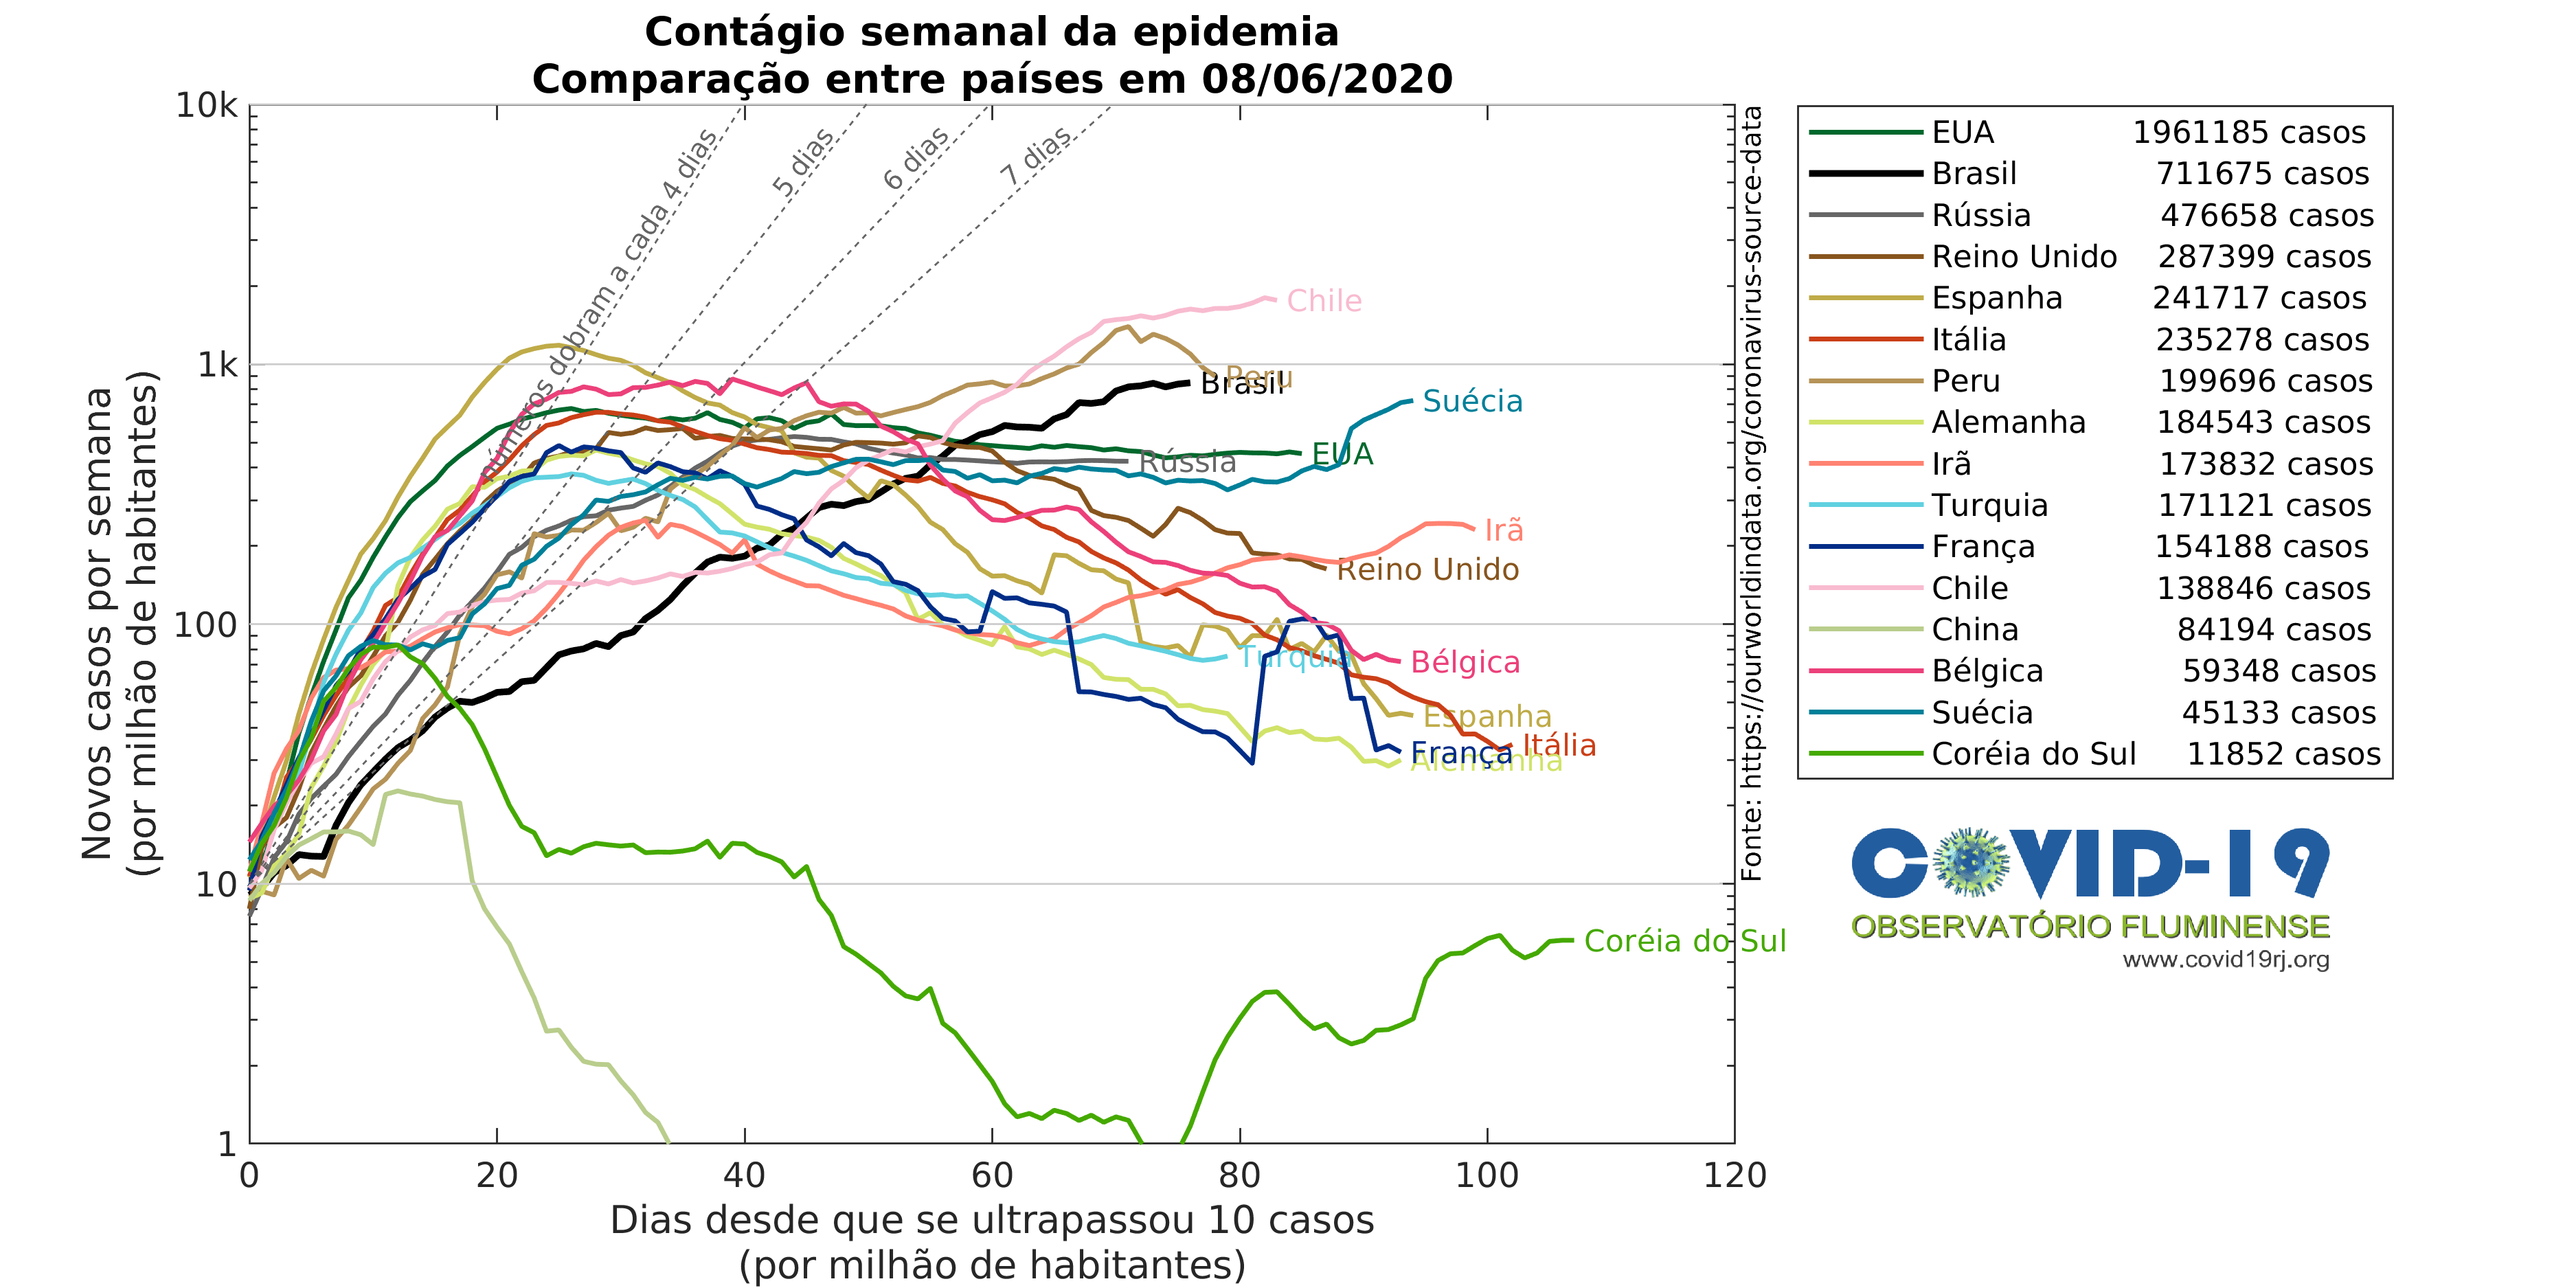 Contágio semanal da epidemia
Comparação entre países em 08/06/2020
10k
1k
100
10
1
0 20 40 60 80 100 120
Novos casos por semana
(por milhão de habitantes)
Dias desde que se ultrapassou 10 casos
(por milhão de habitantes)
números dobram a cada 4 dias
5 dias
6 dias
7 dias
Chile
Peru
Brasil
Suécia
EUA
Rússia
Irã
Reino Unido
Turquia
Bélgica
Espanha
Itália
França
Alemanha
Coréia do Sul
Fonte: https://ourworldindata.org/coronavirus-source-data
EUA 1961185 casos
Brasil 711675 casos
Rússia 476658 casos
Reino Unido 287399 casos
Espanha 241717 casos
Itália 235278 casos
Peru 199696 casos
Alemanha 184543 casos
Irã 173832 casos
Turquia 171121 casos
França 154188 casos
Chile 138846 casos
China 84194 casos
Bélgica 59348 casos
Suécia 45133 casos
Coréia do Sul 11852 casos
COVID-19
OBSERVATÓRIO FLUMINENSE
www.covid19rj.org